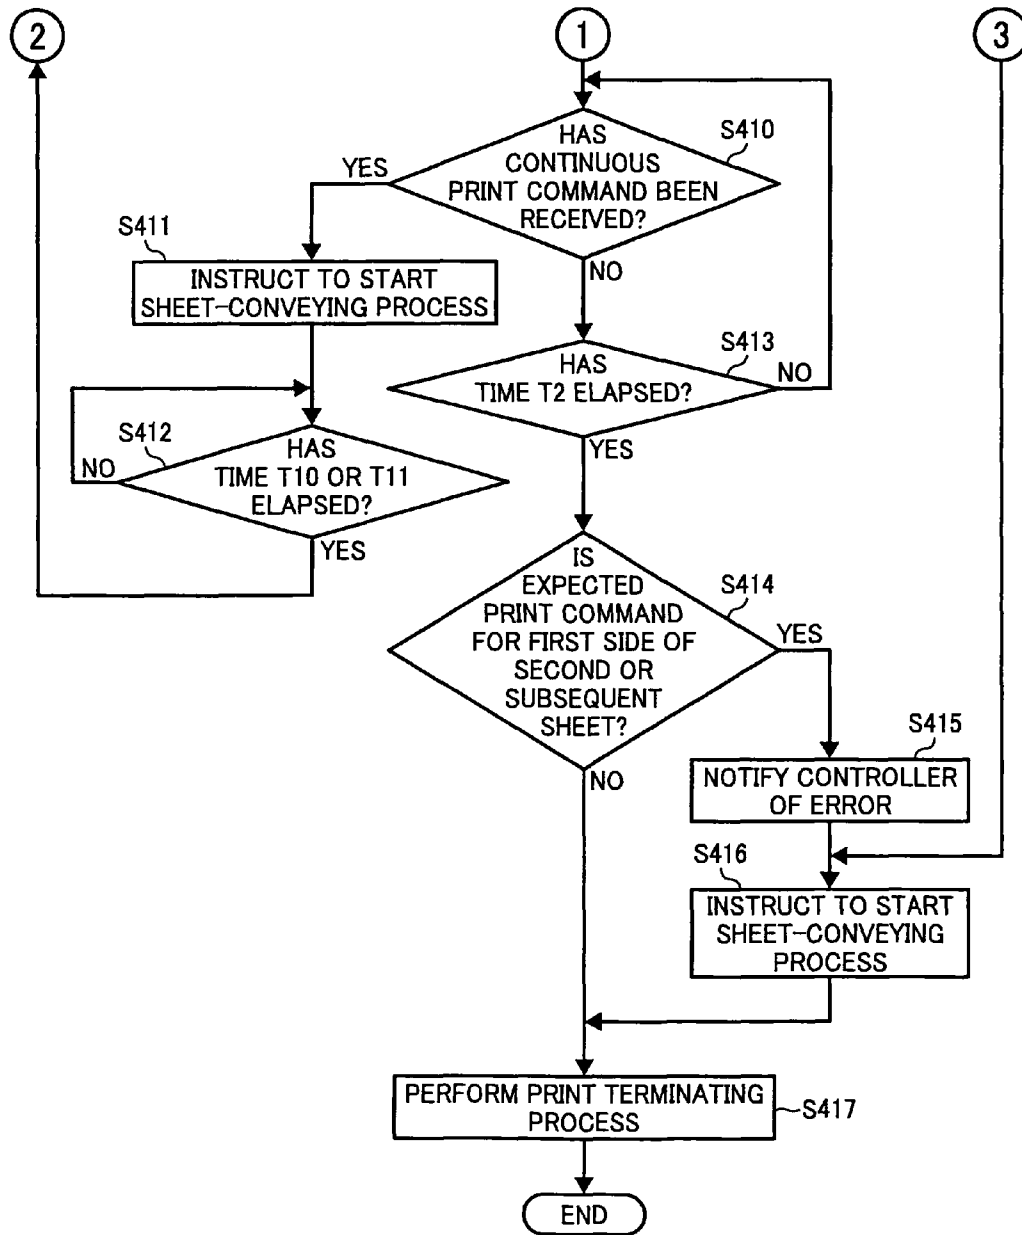 2
1
3
HAS
CONTINUOUS
PRINT COMMAND BEEN
RECEIVED?
S410
YES
NO
S411
INSTRUCT TO START
SHEET-CONVEYING PROCESS
HAS
TIME T2 ELAPSED?
S413
NO
YES
S412
HAS
TIME T10 OR T11
ELAPSED?
NO
YES
IS
EXPECTED
PRINT COMMAND
FOR FIRST SIDE OF
SECOND OR
SUBSEQUENT
SHEET?
S414
YES
NO
S415
NOTIFY CONTROLLER
OF ERROR
S416
INSTRUCT TO START
SHEET-CONVEYING
PROCESS
PERFORM PRINT TERMINATING
PROCESS
S417
END